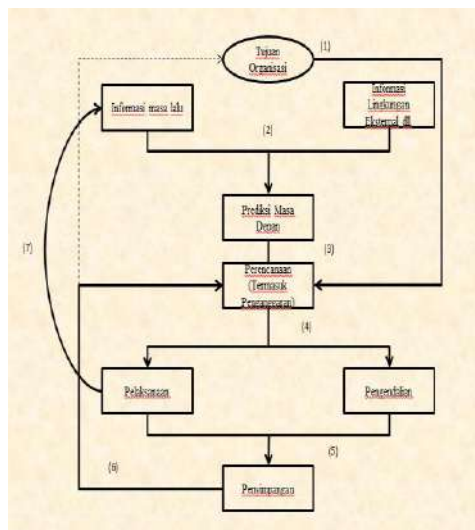 Tujuan
Organisasi
(1)
Informasi masa lalu
Informasi
Lingkungan
Eksternal dll
(2)
Prediksi Masa
Depan
(3)
Perencanaan
(Termasuk
Penganggaran)
(4)
(7)
Pelaksanaan
Pengendalian
(5)
(6)
Penyimpangan